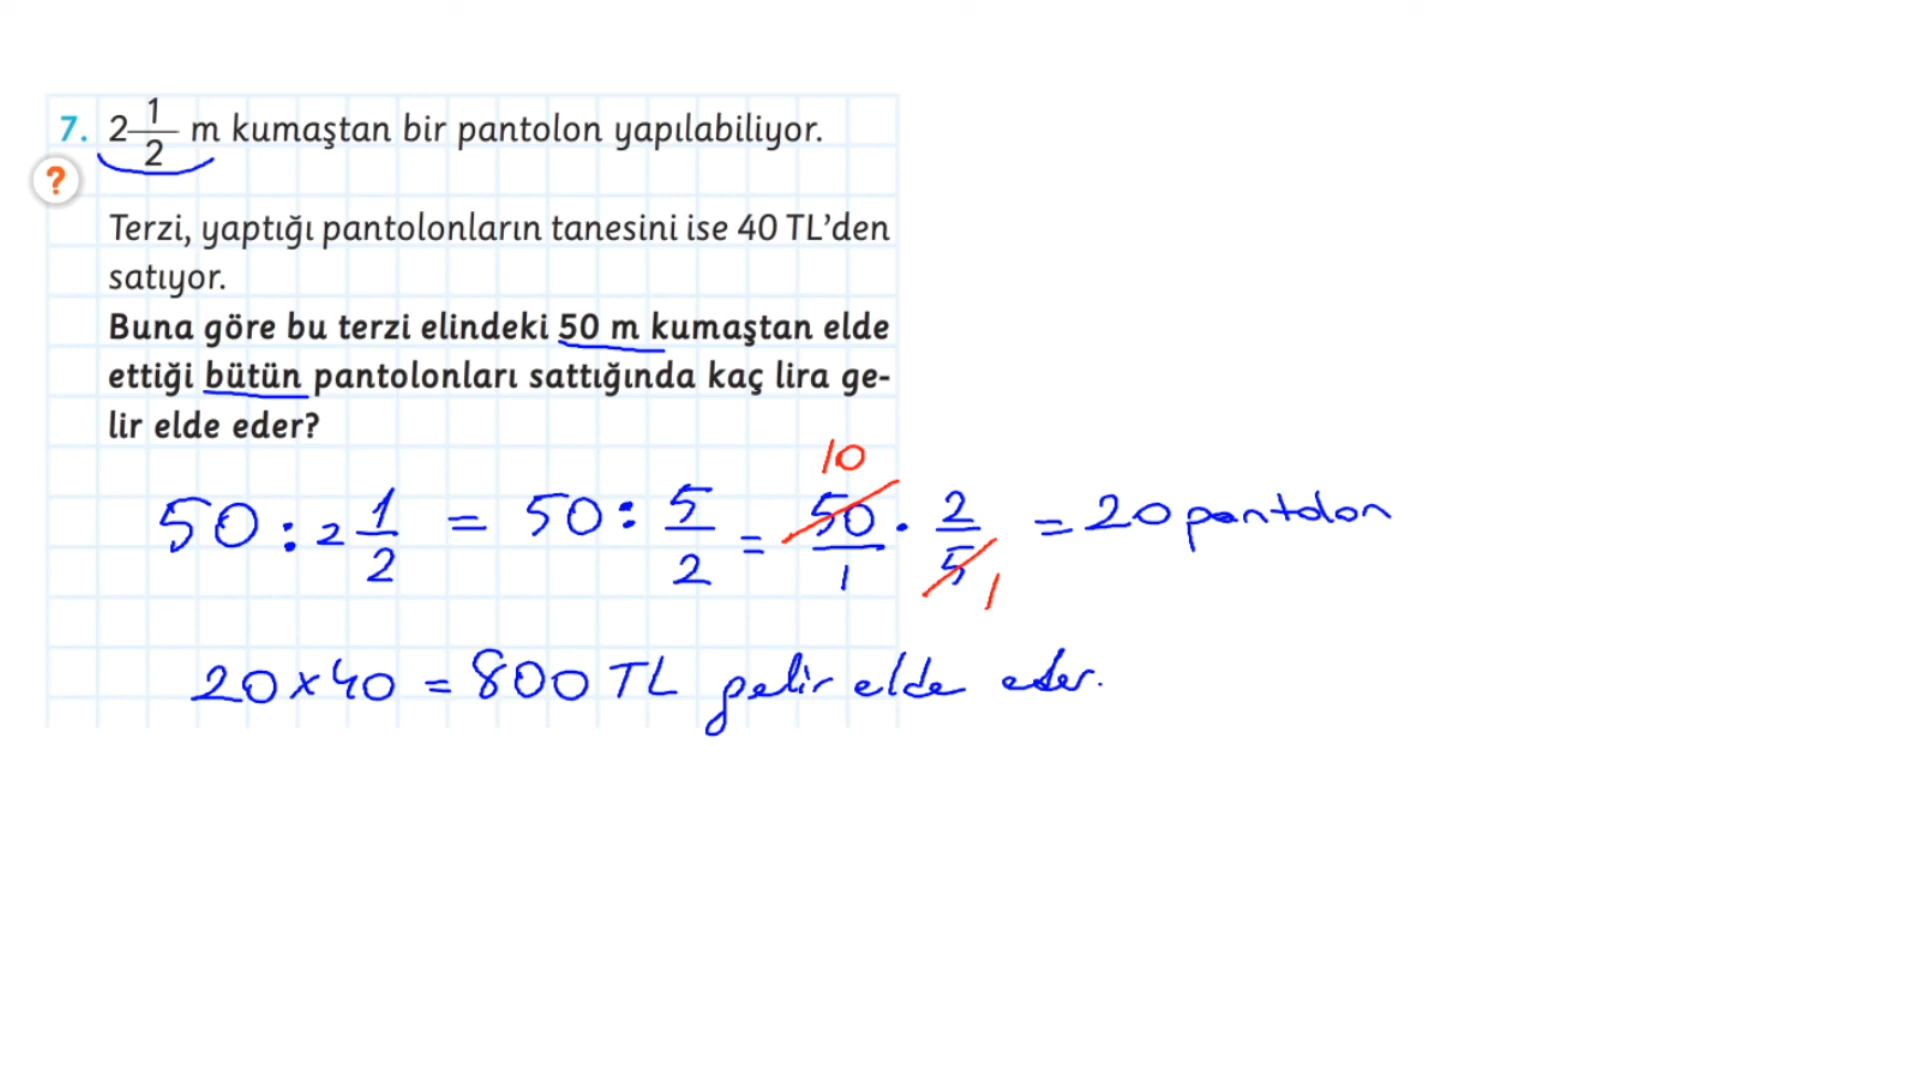 7. 2 1/2 m kumaştan bir pantolon yapılabiliyor.
?
Terzi, yaptığı pantolonların tanesini ise 40 TL’den
satıyor.
Buna göre bu terzi elindeki 50 m kumaştan elde
ettiği bütün pantolonları sattığında kaç lira ge-
lir elde eder?
10
50 : 2 1/2 = 50 : 5/2 = 50/1 . 2/5 = 20 pantolon
1
20 x 40 = 800 TL gelir elde eder.